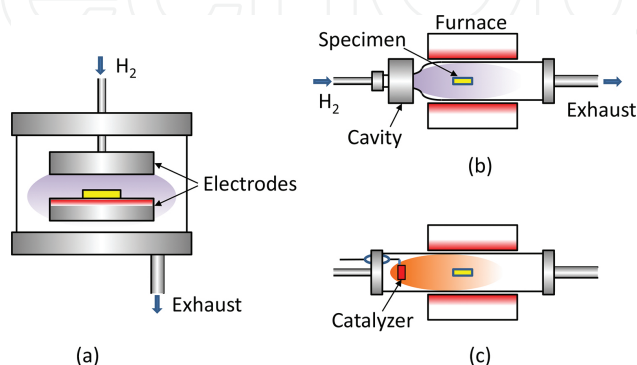 H2
Electrodes
Exhaust
(a)
Furnace
Specimen
H2
Cavity
Exhaust
(b)
Catalyzer
(c)